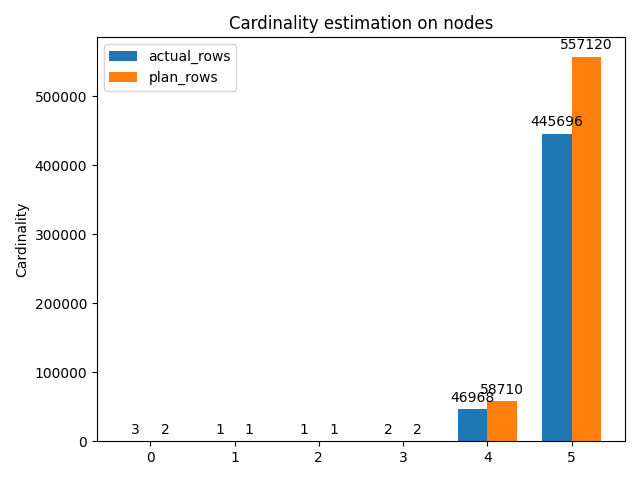 Cardinality estimation on nodes
actual_rows
plan_rows
Cardinality
500000
400000
300000
200000
100000
0
3 2 1 1 1 1 2 2 46968 58710 445696 557120
0 1 2 3 4 5